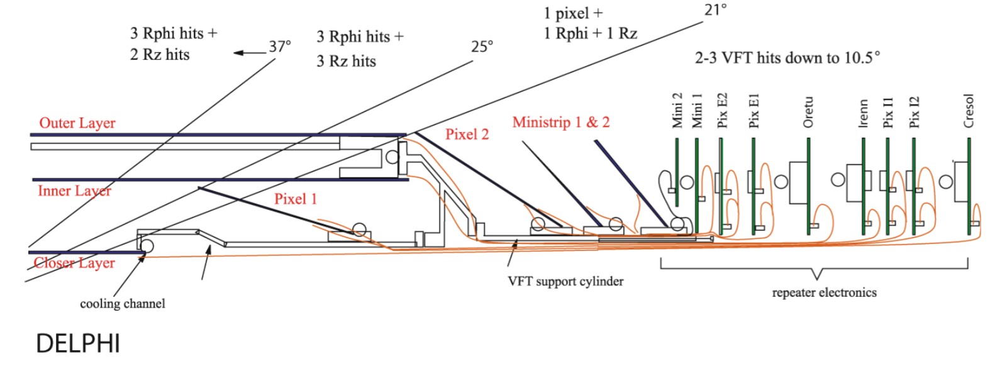 3 Rphi hits +
2 Rz hits
37°
3 Rphi hits +
3 Rz hits
25°
1 pixel +
1 Rphi + 1 Rz
21°
2-3 VFT hits down to 10.5°
Mini 2
Mini 1
Pix E2
Pix E1
Oretu
Irenn
Pix I1
Pix I2
Cresol
Outer Layer
Pixel 2
Ministrip 1 & 2
Inner Layer
Pixel 1
Closer Layer
VFT support cylinder
repeater electronics
cooling channel
DELPHI